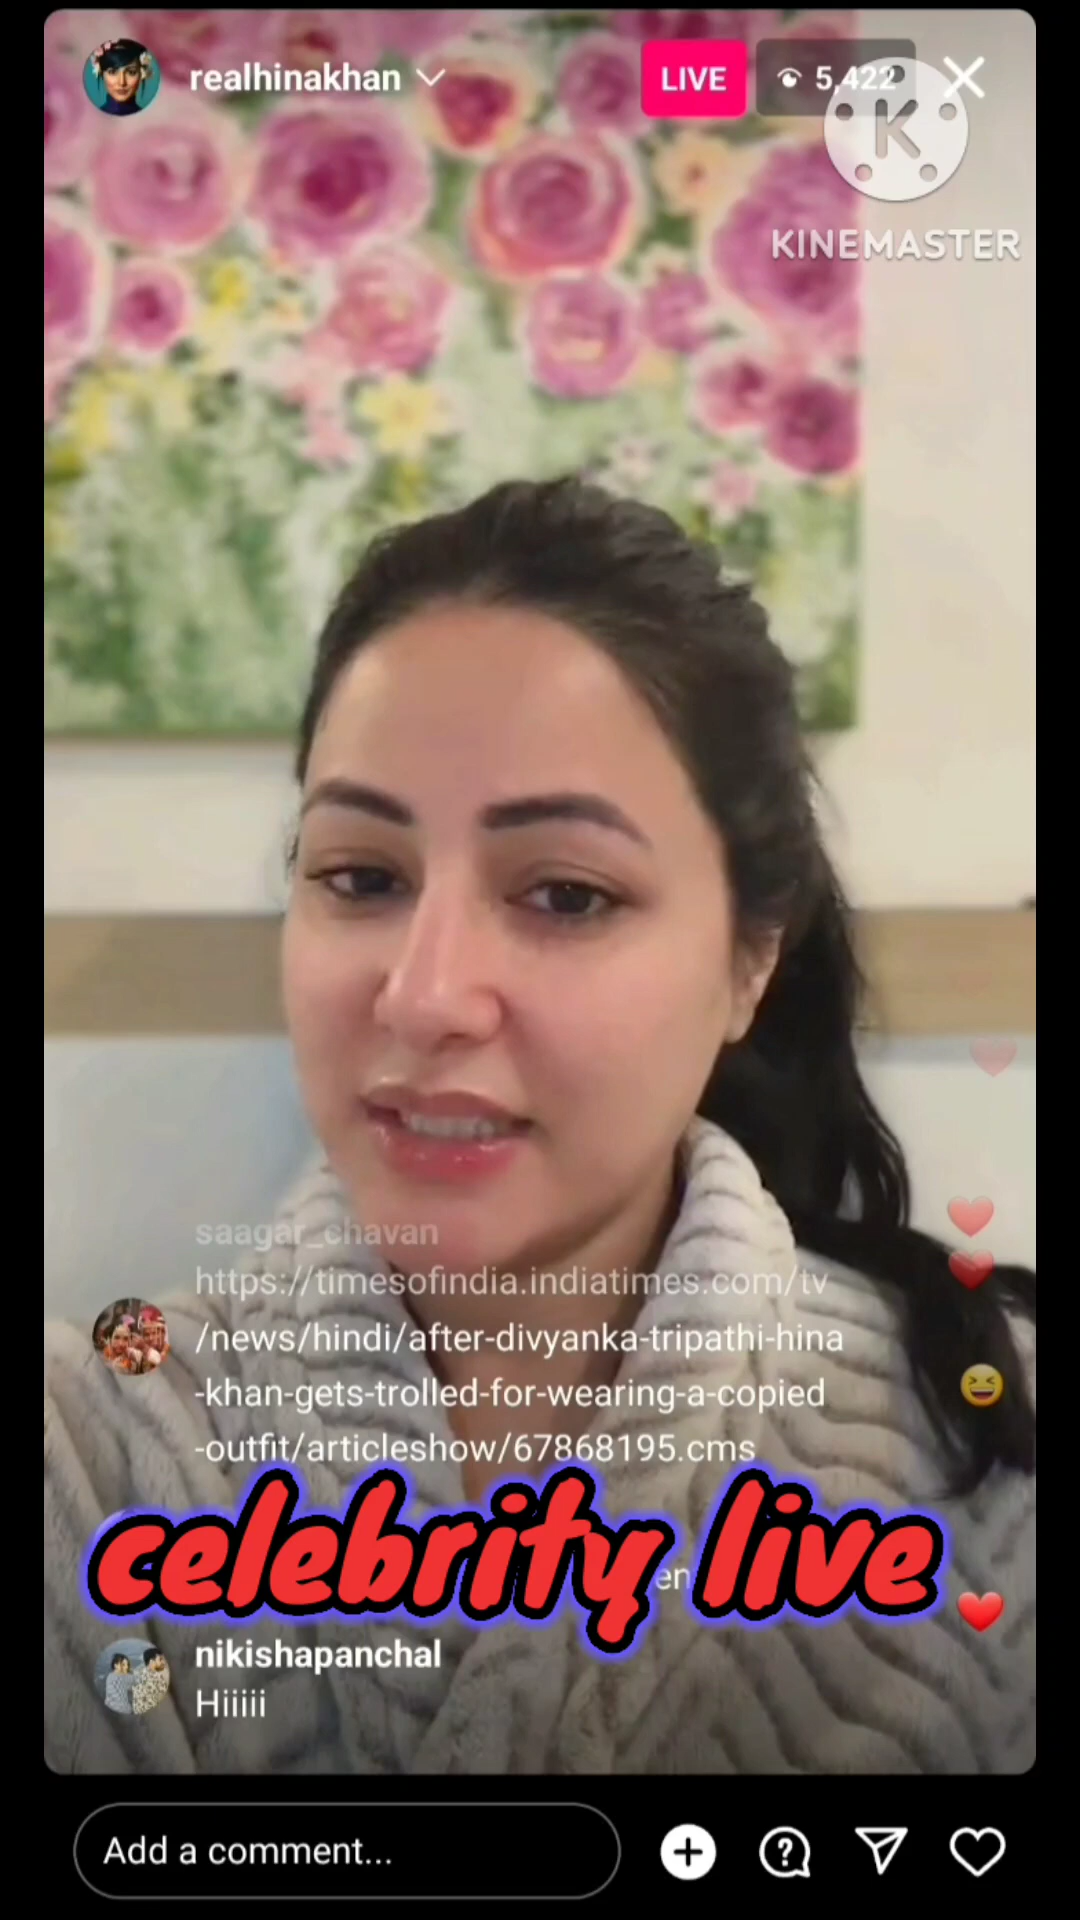 realhinakhan
LIVE
5,422
K
KINEMASTER
saagar_chavan
https://timesofindia.indiatimes.com/tv
/news/hindi/after-divyanka-tripathi-hina
-khan-gets-trolled-for-wearing-a-copied
-outfit/articleshow/67868195.cms
celebrity live
en
nikishapanchal
Hiiiii
Add a comment...